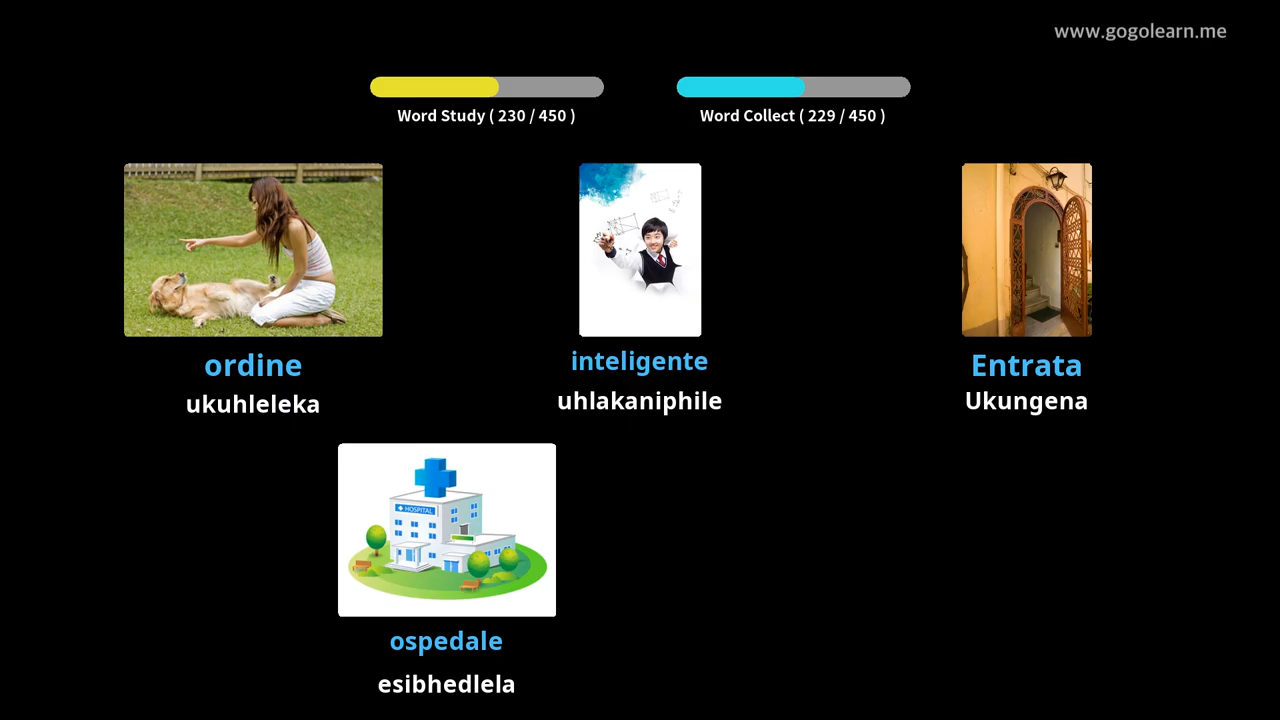 www.gogolearn.me
Word Study ( 230 / 450 )
Word Collect ( 229 / 450 )
ordine
ukuhleleka
inteligente
uhlakaniphile
Entrata
Ukungena
HOSPITAL
ospedale
esibhedlela